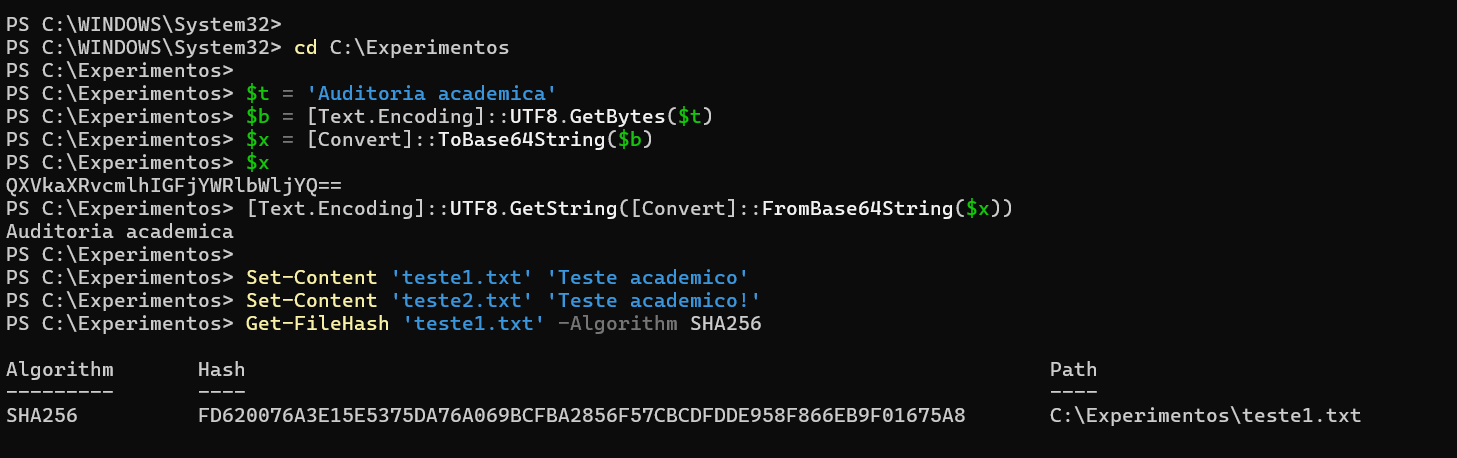 PS C:\WINDOWS\System32>
PS C:\WINDOWS\System32> cd C:\Experimentos
PS C:\Experimentos>
PS C:\Experimentos> $t = 'Auditoria academica'
PS C:\Experimentos> $b = [Text.Encoding]::UTF8.GetBytes($t)
PS C:\Experimentos> $x = [Convert]::ToBase64String($b)
PS C:\Experimentos> $x
QXVkaXRvcmlhIGFjYWRlbWljYQ==
PS C:\Experimentos> [Text.Encoding]::UTF8.GetString([Convert]::FromBase64String($x))
Auditoria academica
PS C:\Experimentos>
PS C:\Experimentos> Set-Content 'teste1.txt' 'Teste academico'
PS C:\Experimentos> Set-Content 'teste2.txt' 'Teste academico!'
PS C:\Experimentos> Get-FileHash 'teste1.txt' -Algorithm SHA256
Algorithm Hash Path
--------- ---- ----
SHA256 FD620076A3E15E5375DA76A069BCFBA2856F57CBCDFDDE958F866EB9F01675A8 C:\Experimentos\teste1.txt